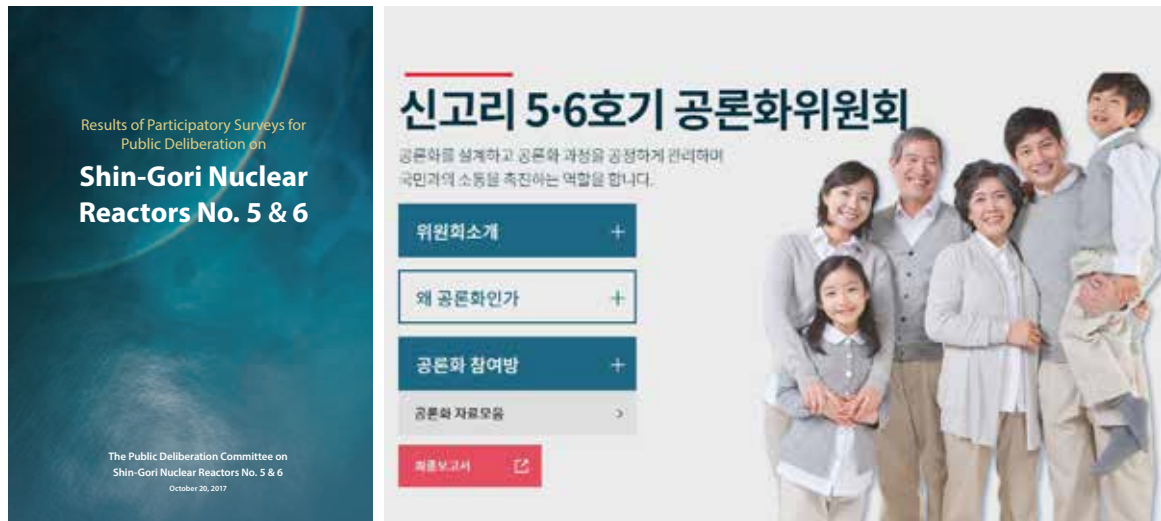 Results of Participatory Surveys for
Public Deliberation on
Shin-Gori Nuclear
Reactors No. 5 & 6
The Public Deliberation Committee on
Shin-Gori Nuclear Reactors No. 5 & 6
October 20, 2017
신고리 5·6호기 공론화위원회
공론화를 설계하고 공론화 과정을 공정하게 관리하며
국민과의 소통을 촉진하는 역할을 합니다.
위원회소개
왜 공론화인가
공론화 참여방
공론화 자료모음
최종보고서